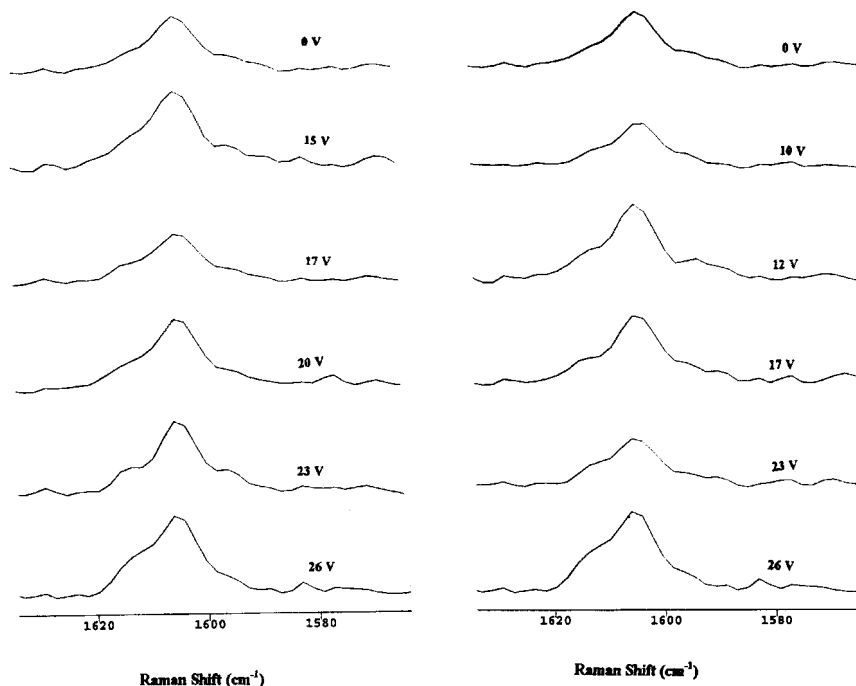 0 V
15 V
17 V
20 V
23 V
26 V
1620 1600 1580
Raman Shift (cm⁻¹)
0 V
10 V
12 V
17 V
23 V
26 V
1620 1600 1580
Raman Shift (cm⁻¹)